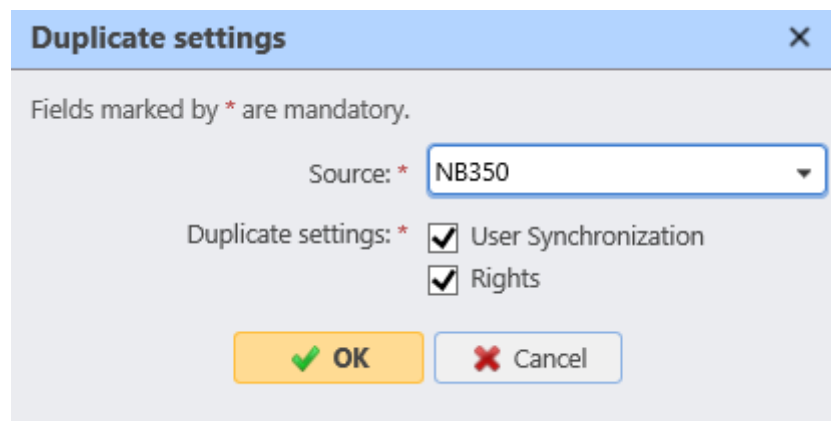 Duplicate settings
Fields marked by * are mandatory.
Source: * NB350
Duplicate settings: * User Synchronization
Rights
OK Cancel